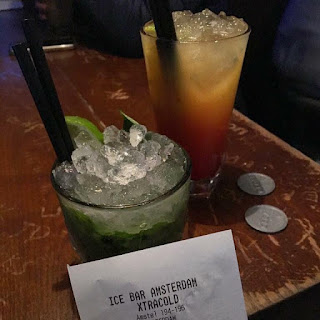 ICE BAR AMSTERDAM
XTRACOLD
Amstel 194-196